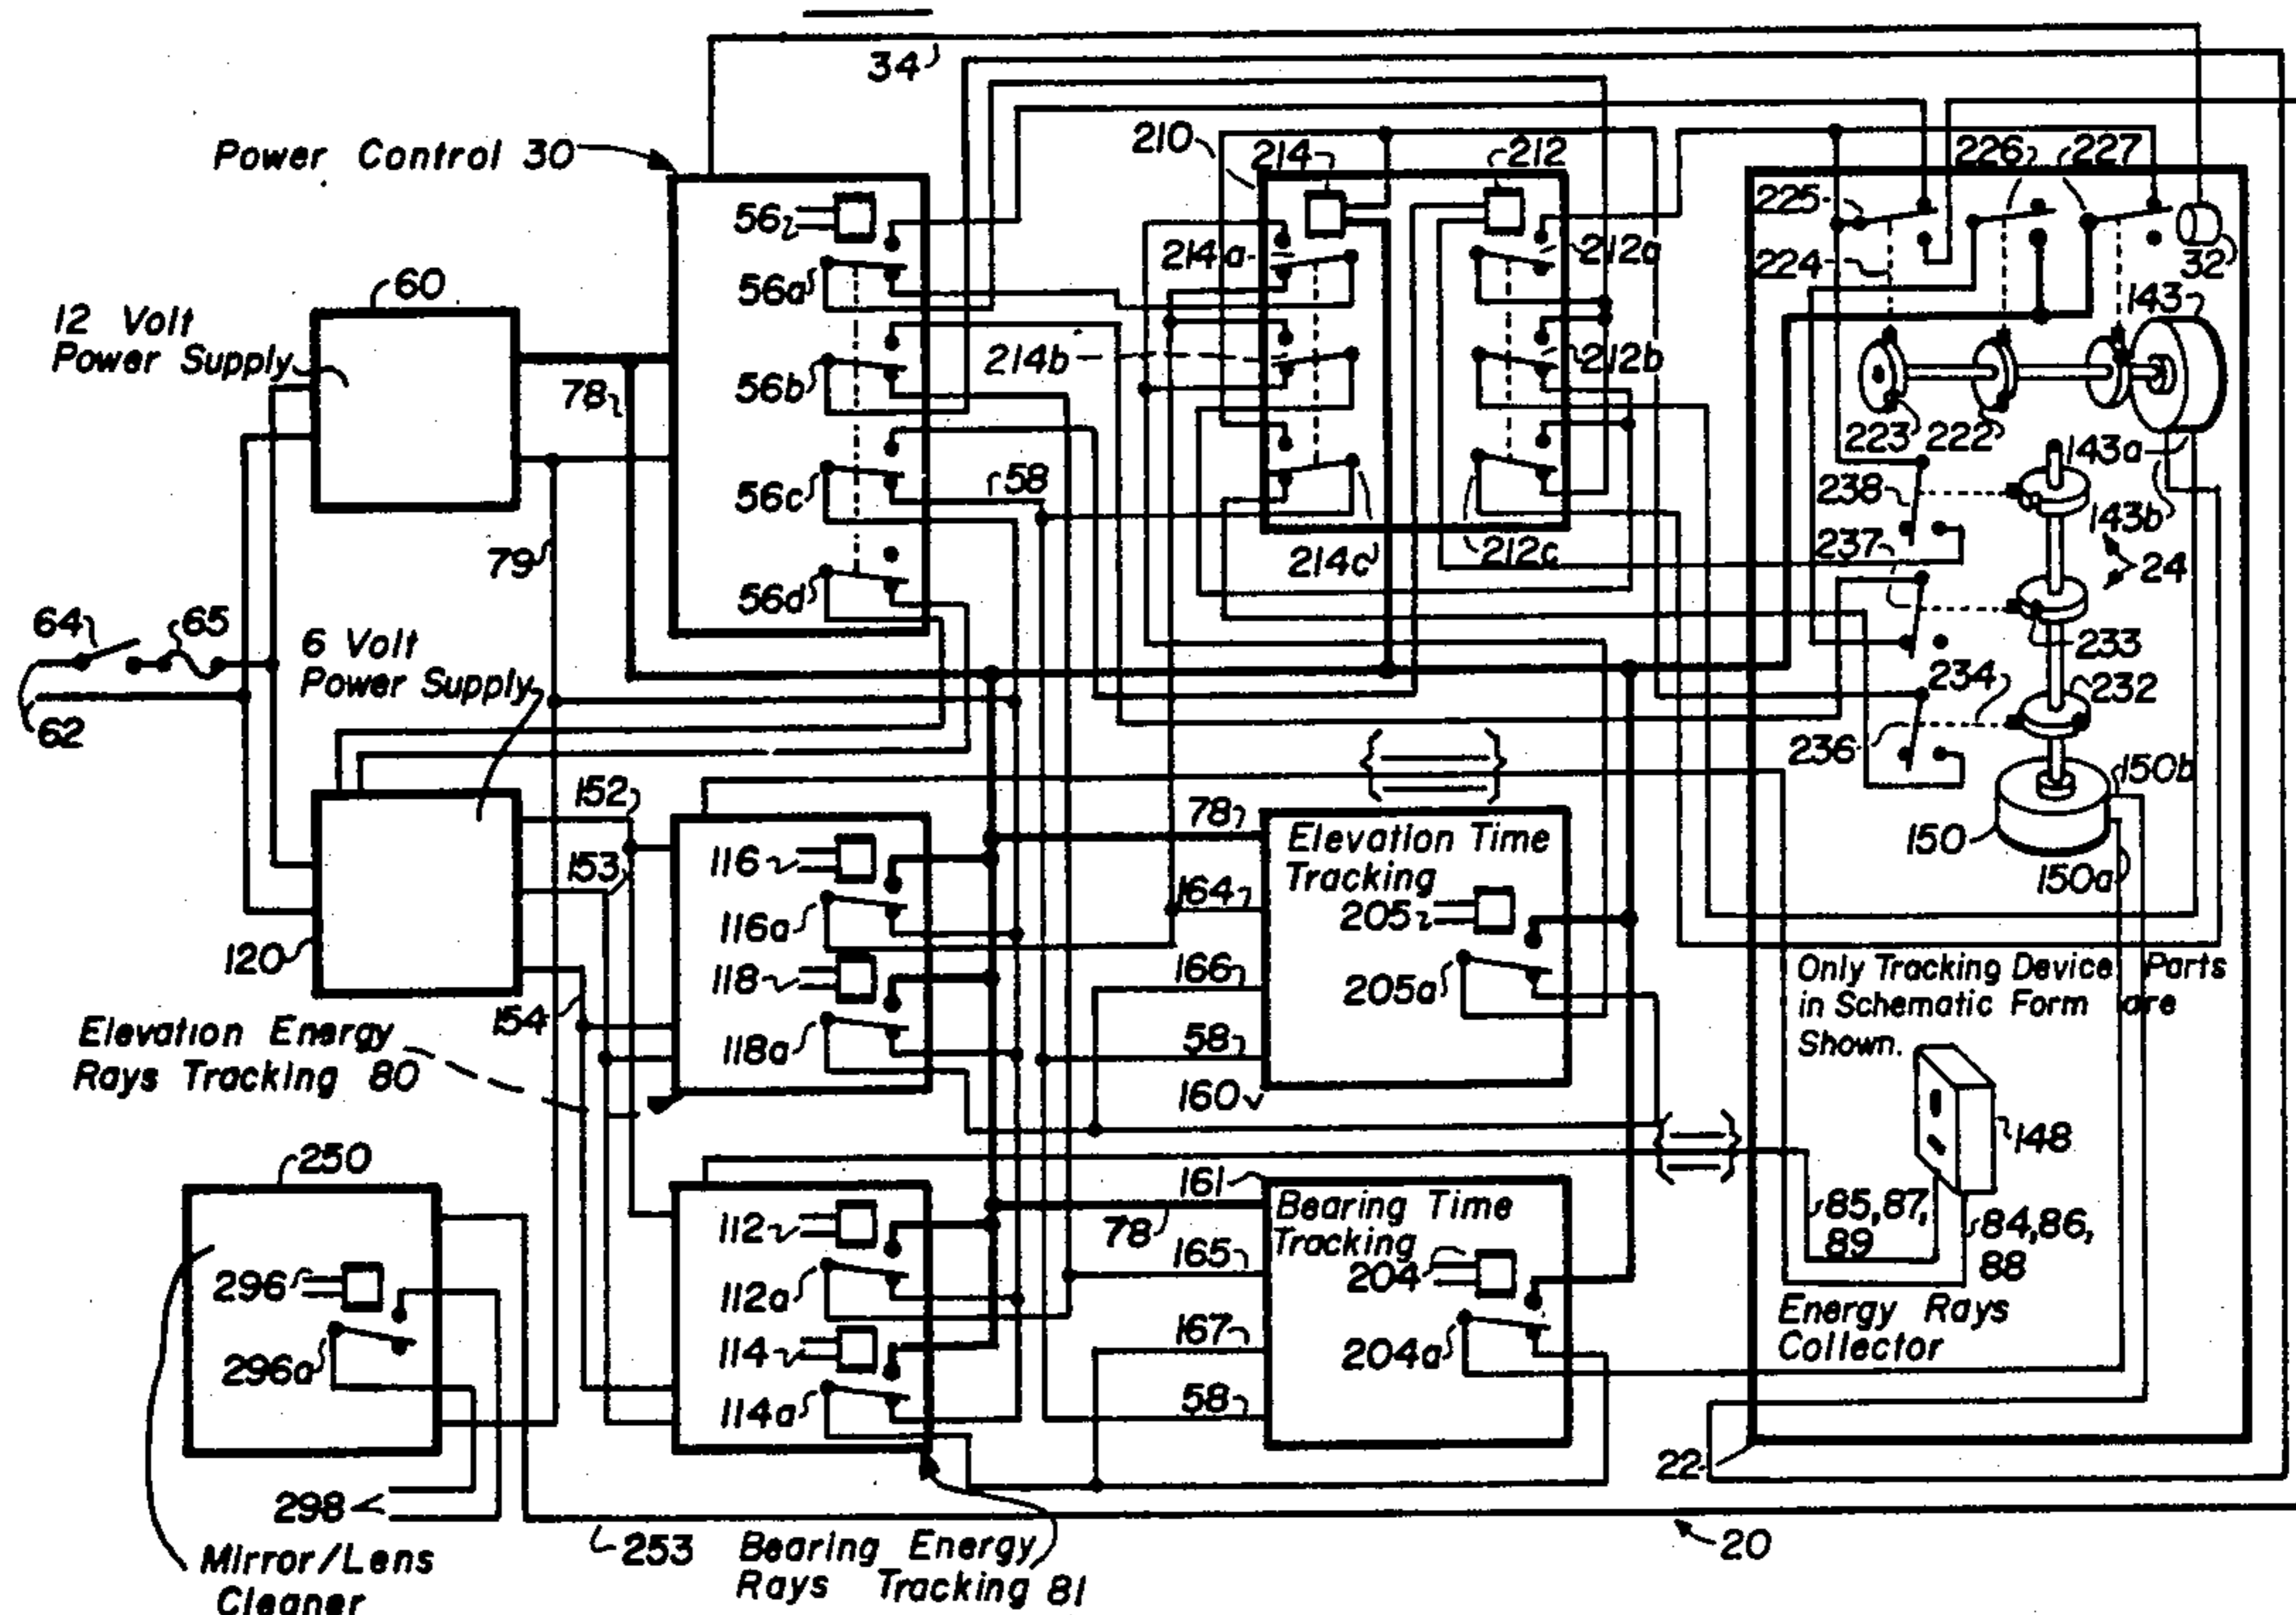 34
Power Control 30
210
214
212
226
227
56
225
214a
212a
56a
224
32
60
12 Volt
Power Supply
143
214b
212b
56b
78
223
222
143a
58
238
56c
143b
79
214c
212c
237
24
56d
64
65
6 Volt
Power Supply
233
234
232
62
236
152
78
150b
Elevation Time
Tracking
116
153
150
164
205
150a
116a
120
118
166
205a
Only Tracking Device Parts
in Schematic Form are
Shown.
154
Elevation Energy
Rays Tracking 80
118a
58
160
148
250
161
Bearing Time
Tracking
112
78
85,87,
89
84,86,
88
165
204
296
112a
Energy Rays
Collector
114
167
204a
296a
114a
58
22
298
253
Bearing Energy
Rays Tracking 81
20
Mirror/Lens
Cleaner